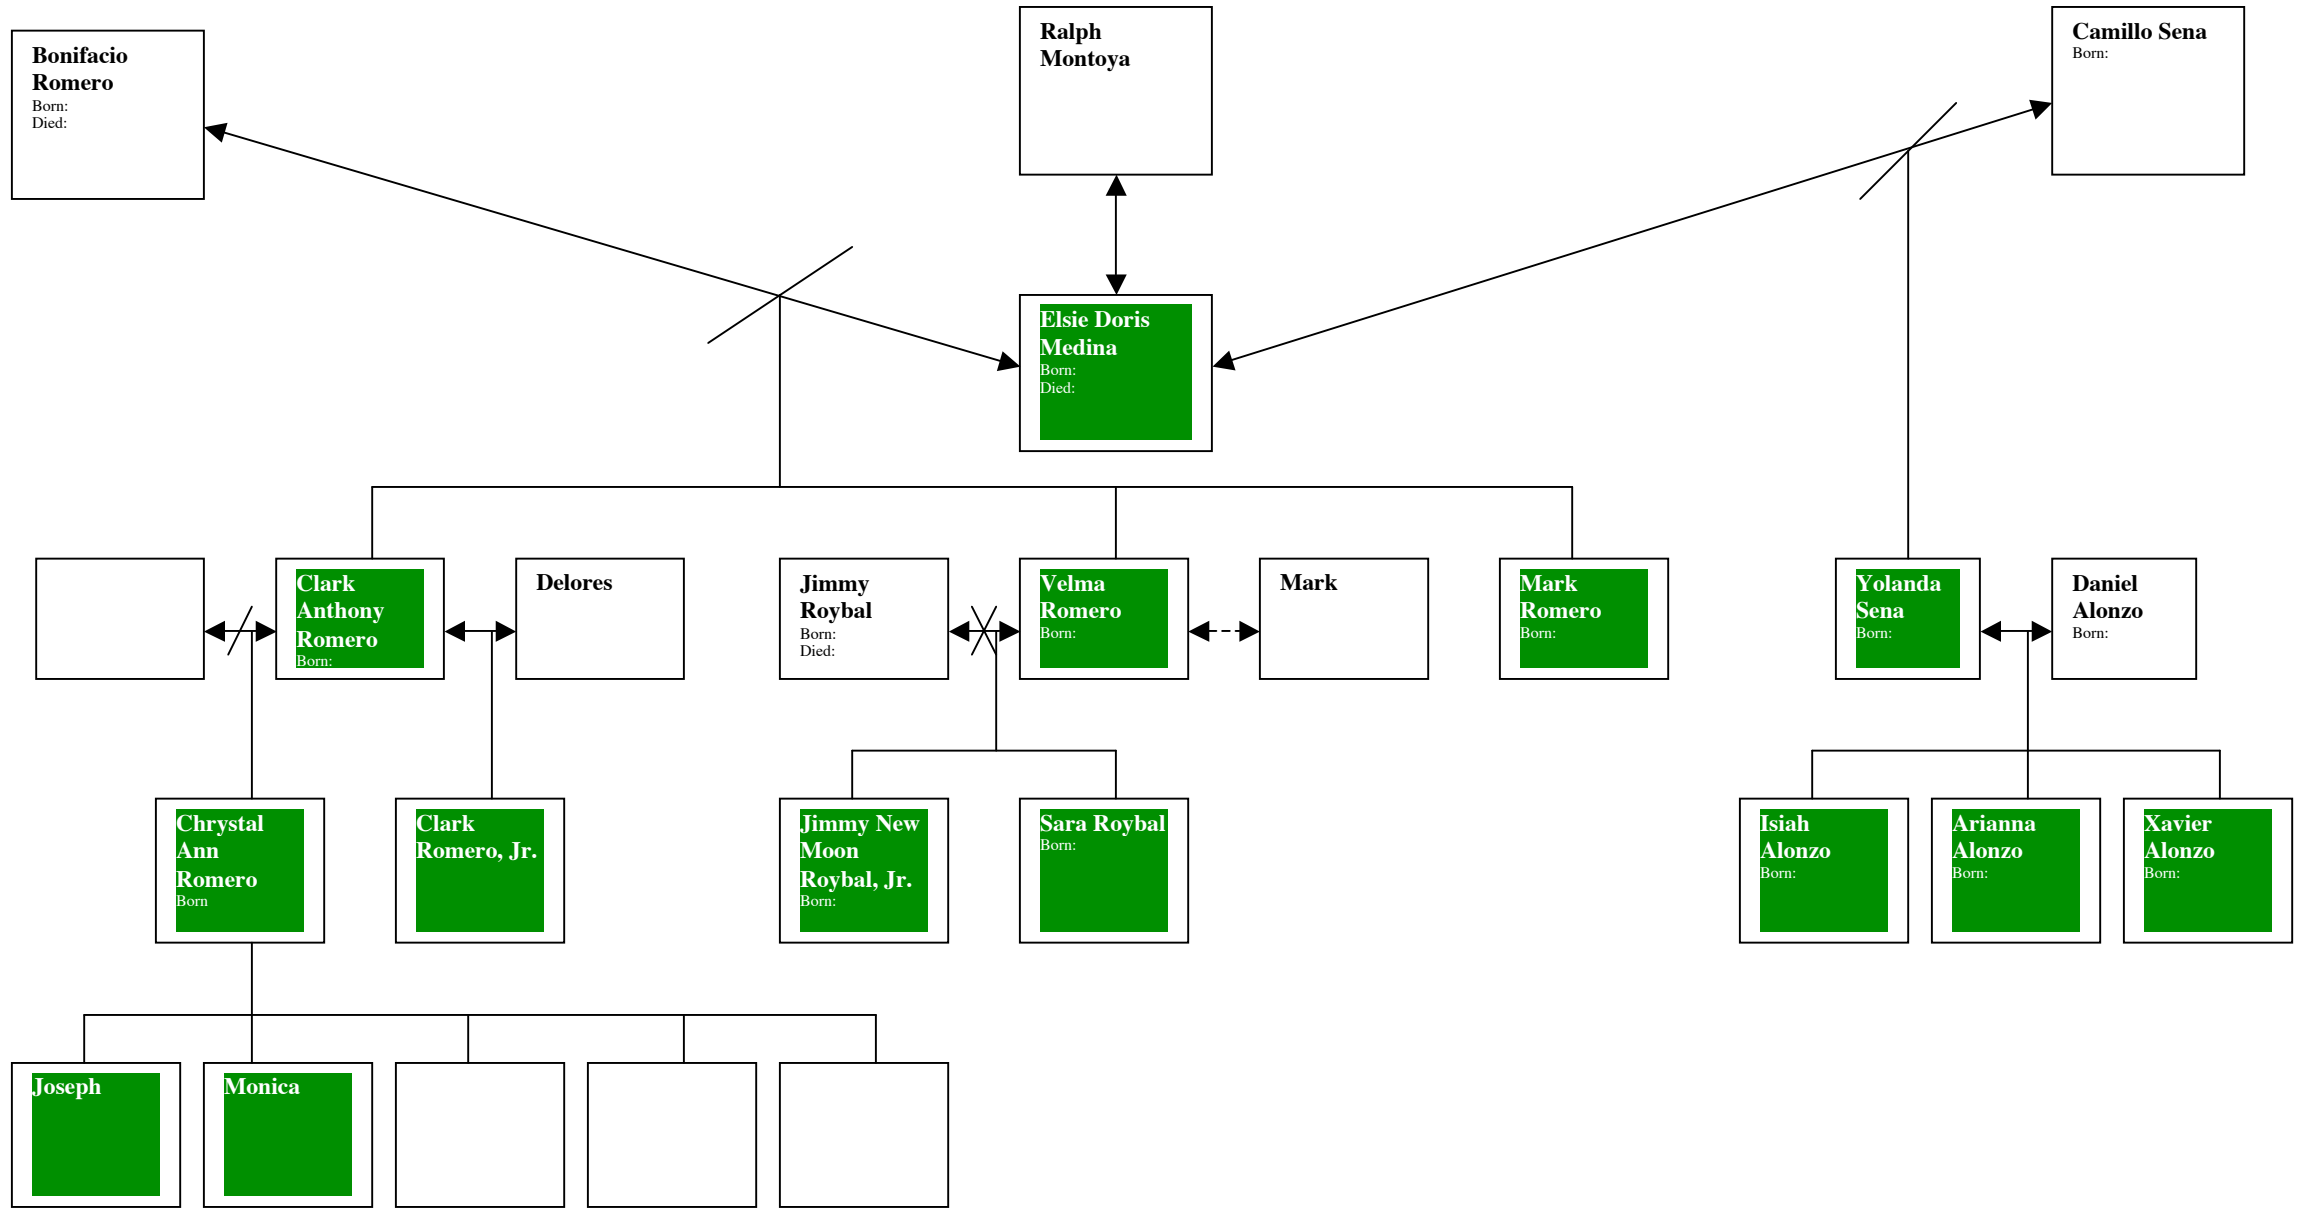 Bonifacio
Romero
Born:
Died:
Ralph
Montoya
Camillo Sena
Born:
Elsie Doris
Medina
Born:
Died:
Clark
Anthony
Romero
Born:
Delores
Jimmy
Roybal
Born:
Died:
Velma
Romero
Born:
Mark
Mark
Romero
Born:
Yolanda
Sena
Born:
Daniel
Alonzo
Born:
Chrystal
Ann
Romero
Born
Clark
Romero, Jr.
Jimmy New
Moon
Roybal, Jr.
Born:
Sara Roybal
Born:
Isiah
Alonzo
Born:
Arianna
Alonzo
Born:
Xavier
Alonzo
Born:
Joseph
Monica